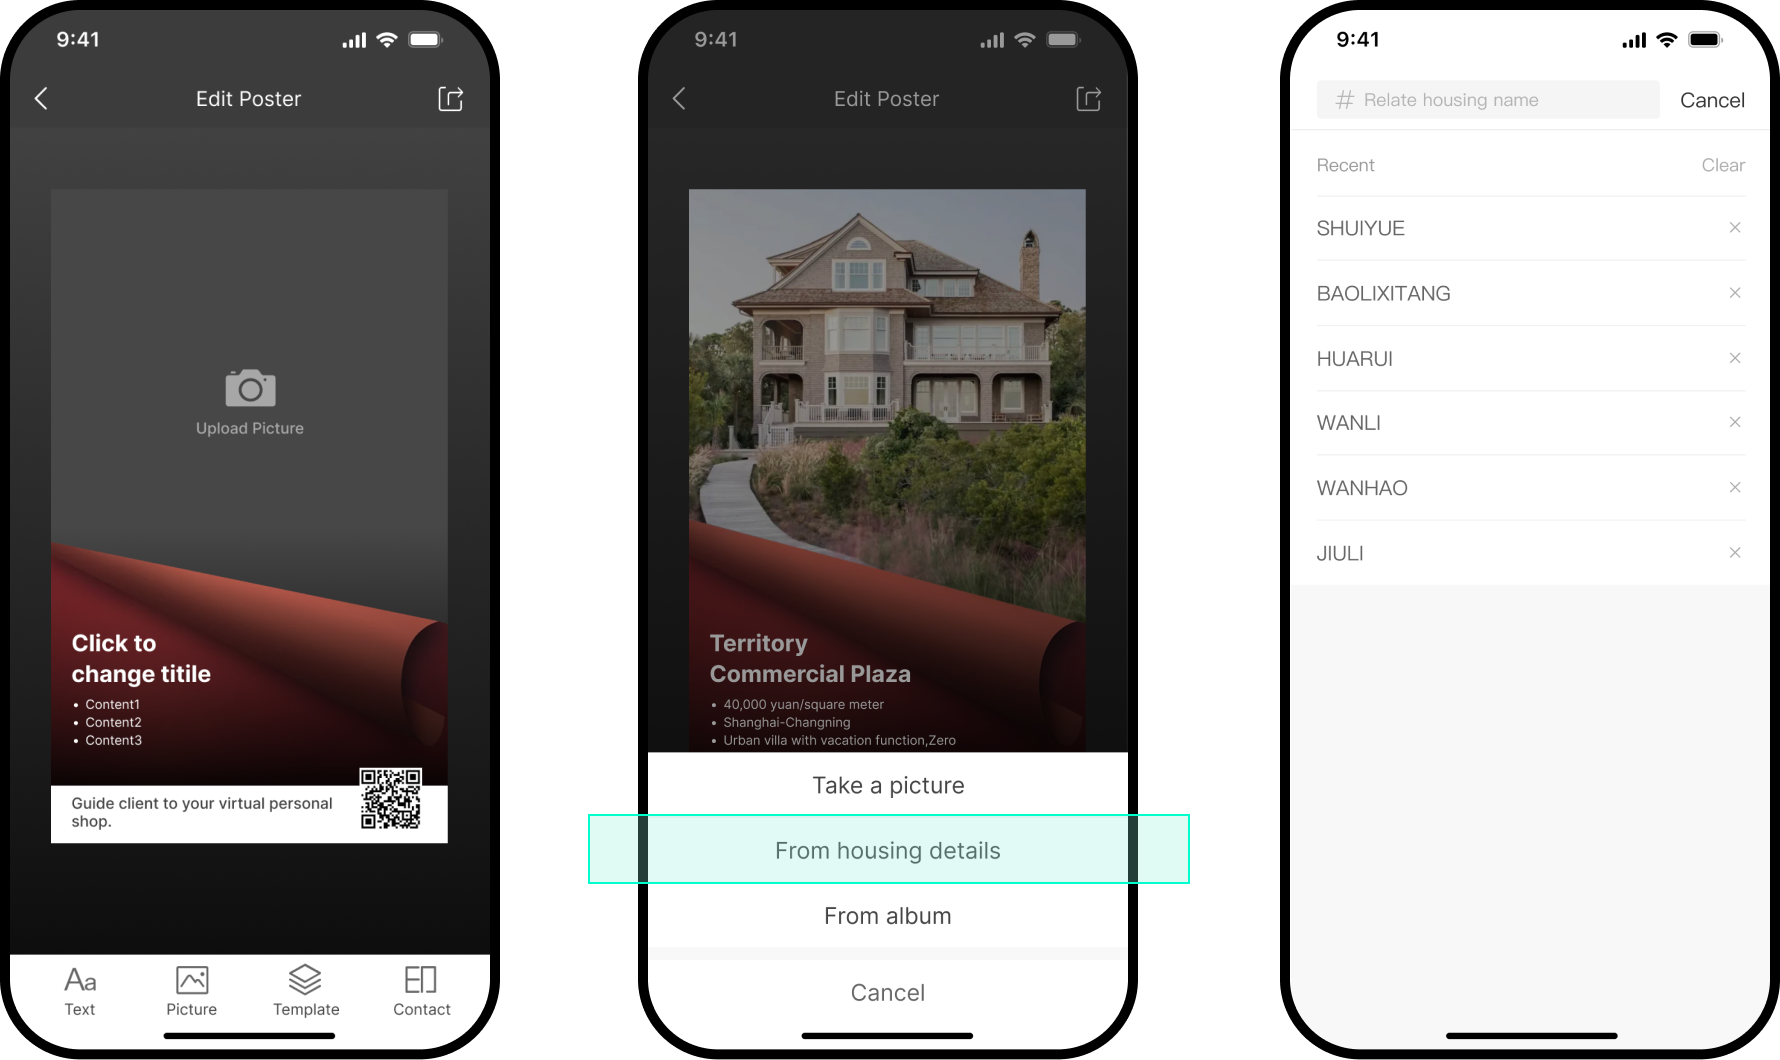 9:41
Edit Poster
Upload Picture
Click to
change titile
• Content1
• Content2
• Content3
Guide client to your virtual personal
shop.
Aa
Text
Picture
Template
Contact
9:41
Edit Poster
Territory
Commercial Plaza
• 40,000 yuan/square meter
• Shanghai-Changning
• Urban villa with vacation function,Zero
Take a picture
From housing details
From album
Cancel
9:41
# Relate housing name
Cancel
Recent
Clear
SHUIYUE
BAOLIXITANG
HUARUI
WANLI
WANHAO
JIULI